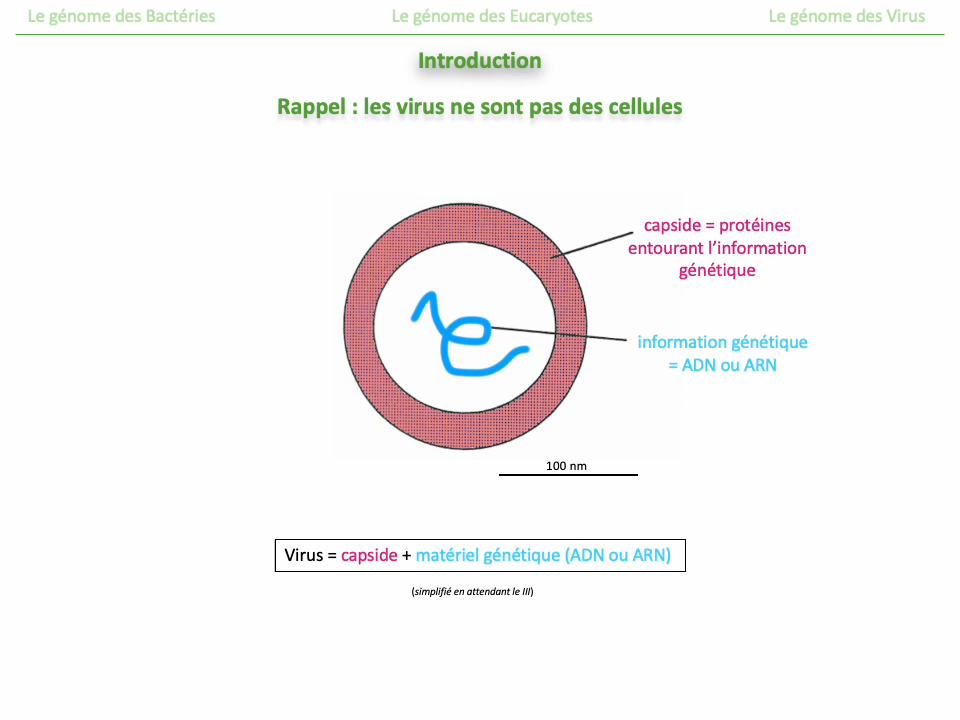 Le génome des Bactéries
Le génome des Eucaryotes
Le génome des Virus
Introduction
Rappel : les virus ne sont pas des cellules
capside = protéines
entourant l’information
génétique
information génétique
= ADN ou ARN
100 nm
Virus = capside + matériel génétique (ADN ou ARN)
(simplifié en attendant le III)